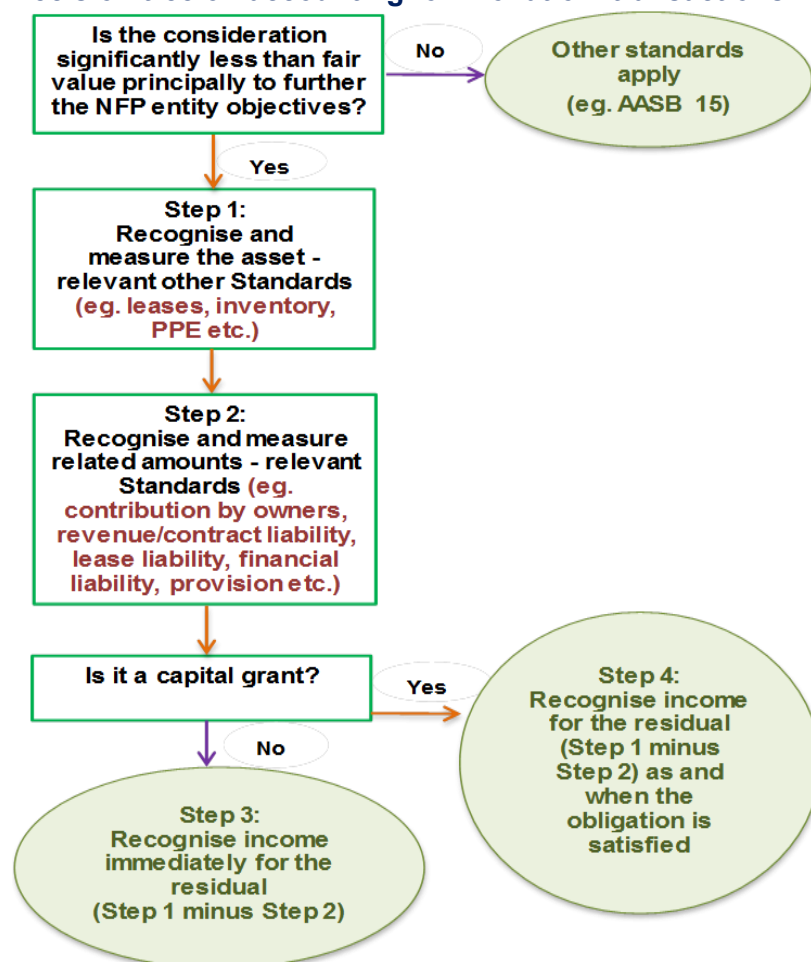 Is the consideration
significantly less than fair
value principally to further
the NFP entity objectives?
No
Other standards
apply
(eg. AASB 15)
Yes
Step 1:
Recognise and
measure the asset -
relevant other Standards
(eg. leases, inventory,
PPE etc.)
Step 2:
Recognise and measure
related amounts - relevant
Standards (eg.
contribution by owners,
revenue/contract liability,
lease liability, financial
liability, provision etc.)
Is it a capital grant?
Yes
Step 4:
Recognise income
for the residual
(Step 1 minus
Step 2) as and
when the
obligation is
satisfied
No
Step 3:
Recognise income
immediately for the
residual
(Step 1 minus Step 2)